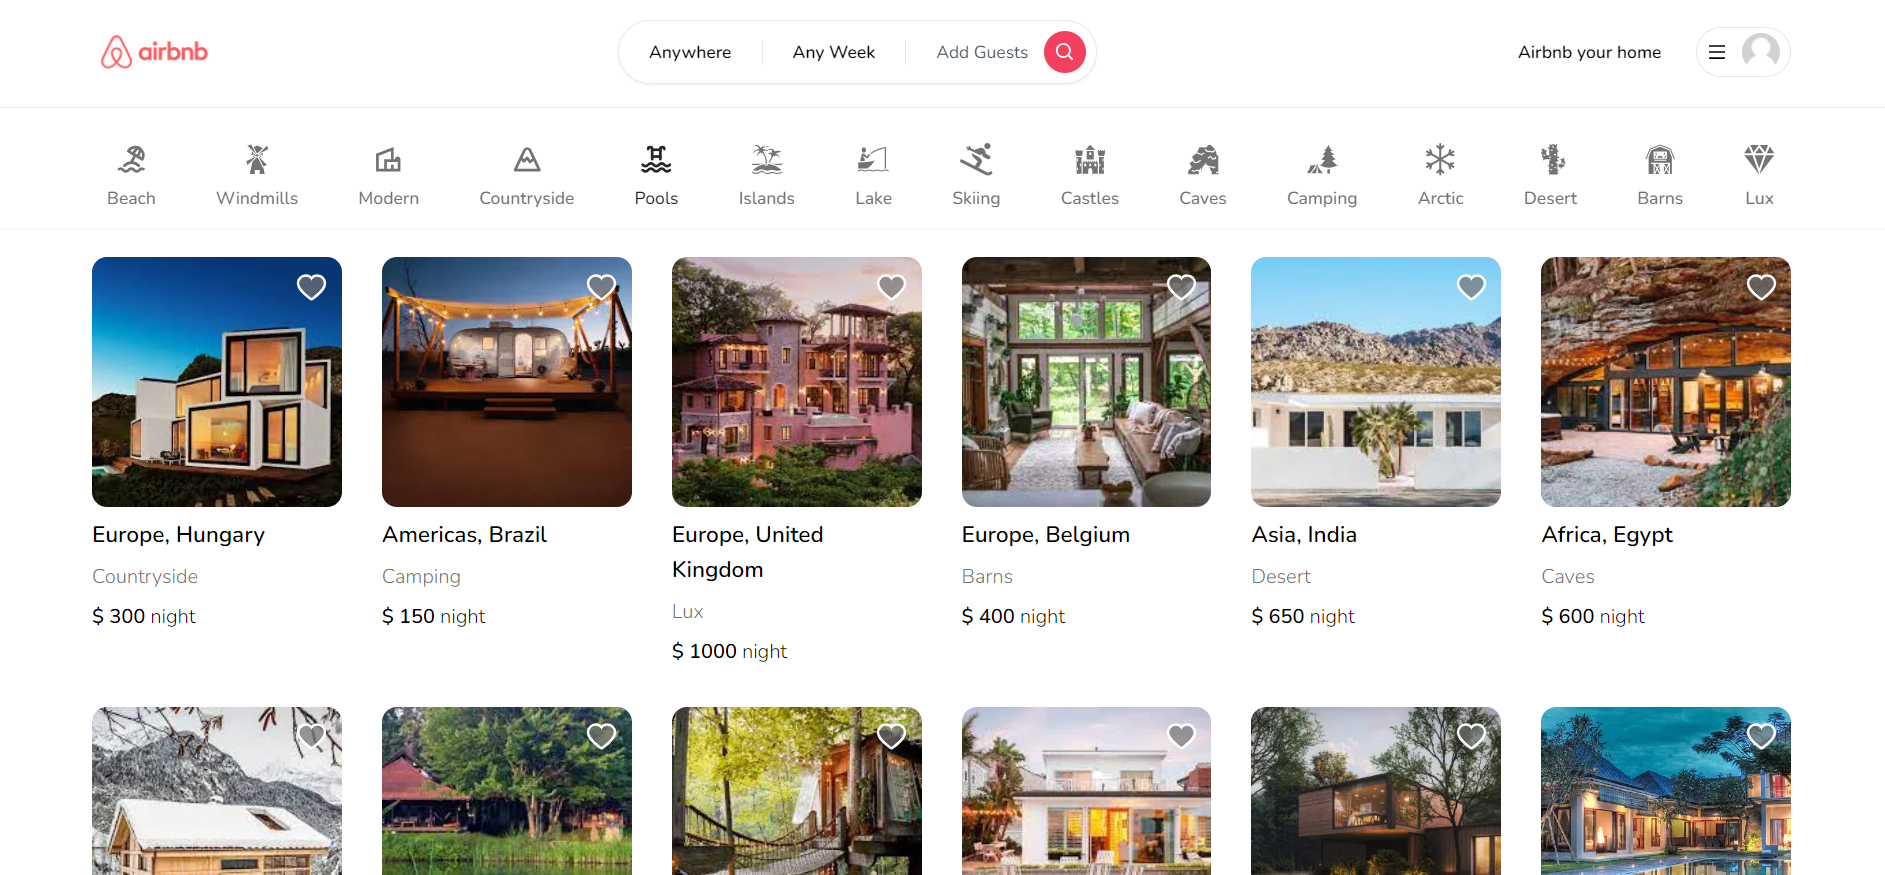 airbnb
Anywhere
Any Week
Add Guests
Airbnb your home
Beach
Windmills
Modern
Countryside
Pools
Islands
Lake
Skiing
Castles
Caves
Camping
Arctic
Desert
Barns
Lux
Europe, Hungary
Countryside
$ 300 night
Americas, Brazil
Camping
$ 150 night
Europe, United
Kingdom
Lux
$ 1000 night
Europe, Belgium
Barns
$ 400 night
Asia, India
Desert
$ 650 night
Africa, Egypt
Caves
$ 600 night